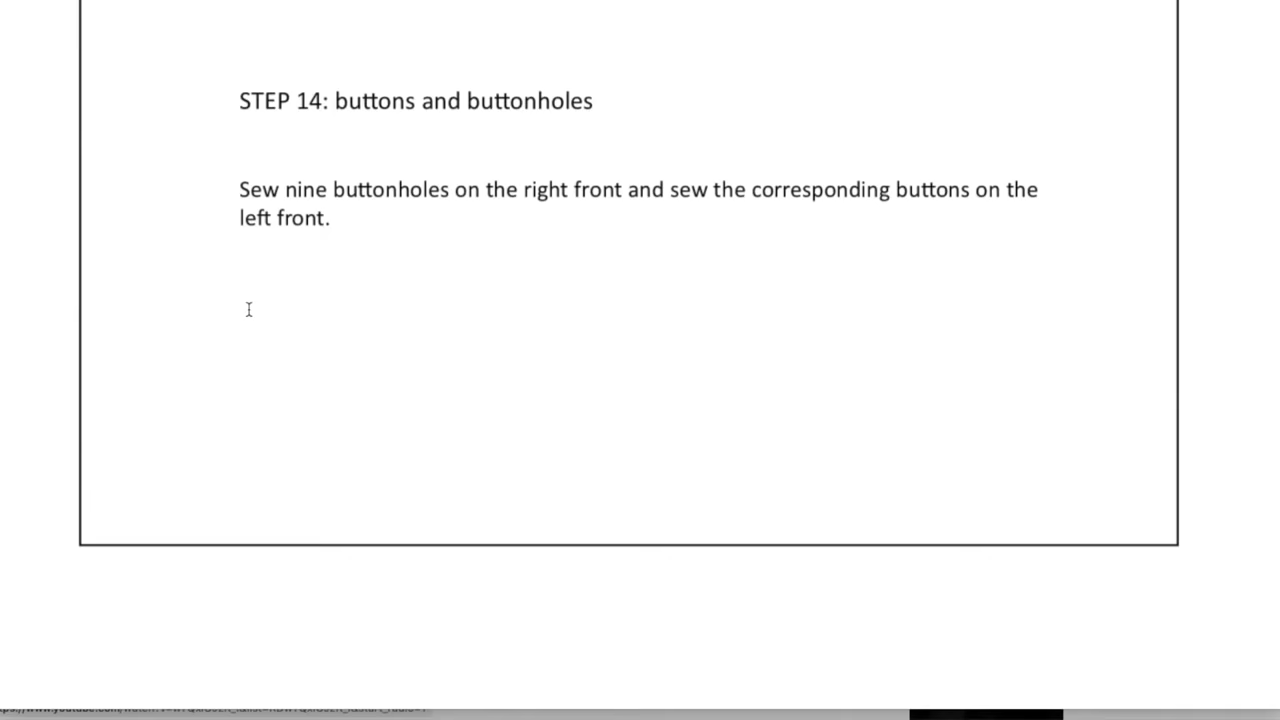 STEP 14: buttons and buttonholes
Sew nine buttonholes on the right front and sew the corresponding buttons on the
left front.